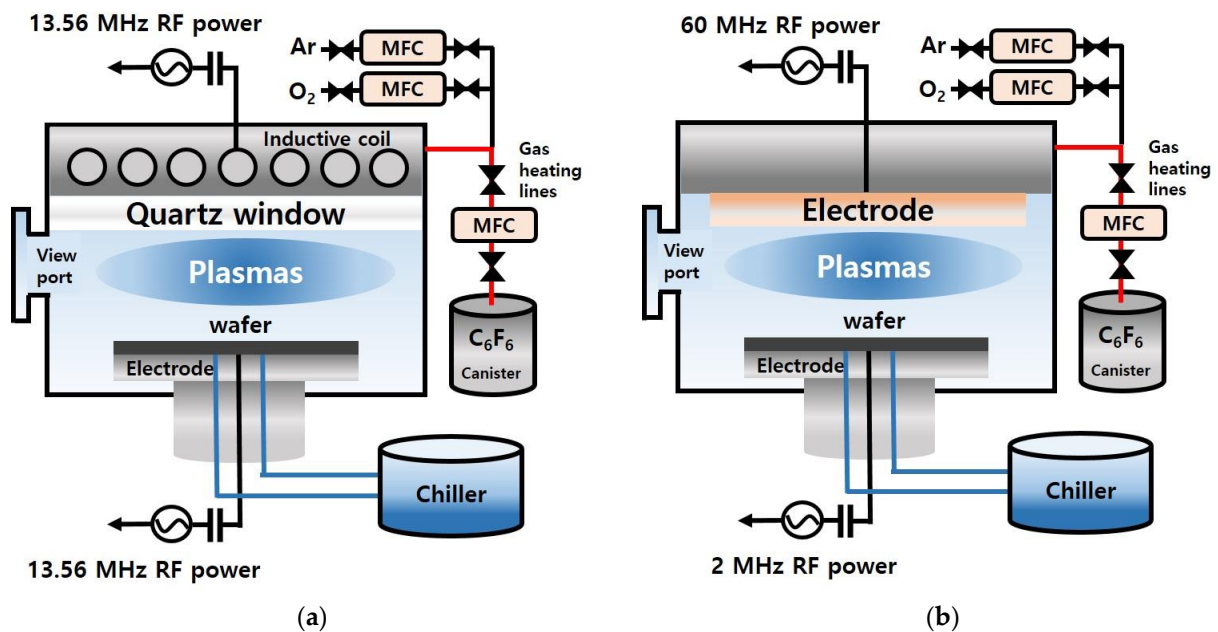 13.56 MHz RF power
Ar
MFC
O₂
MFC
Inductive coil
Gas
heating
lines
Quartz window
MFC
View
port
Plasmas
wafer
C₆F₆
Canister
Electrode
Chiller
13.56 MHz RF power
(a)
60 MHz RF power
Ar
MFC
O₂
MFC
Gas
heating
lines
Electrode
MFC
View
port
Plasmas
wafer
C₆F₆
Canister
Electrode
Chiller
2 MHz RF power
(b)